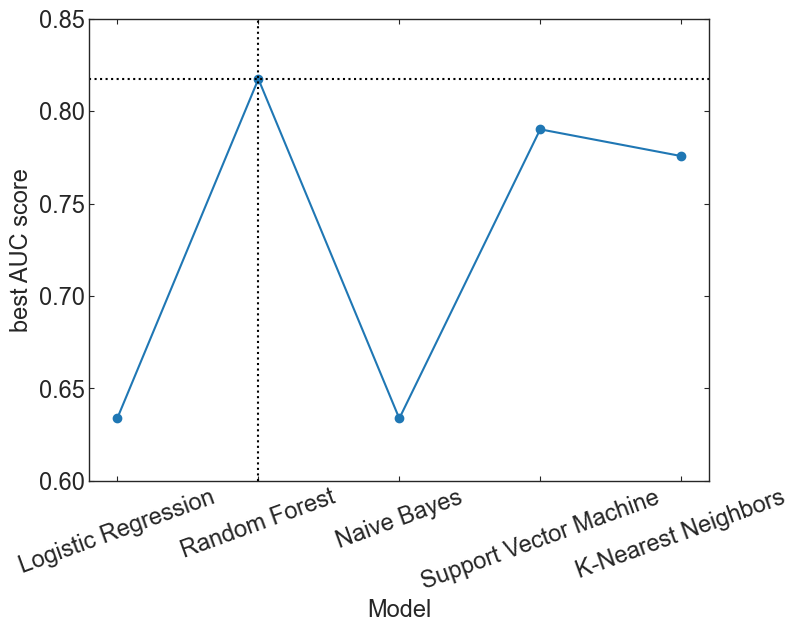 0.85
0.80
0.75
0.70
0.65
0.60
best AUC score
Logistic Regression
Random Forest
Naive Bayes
Support Vector Machine
K-Nearest Neighbors
Model